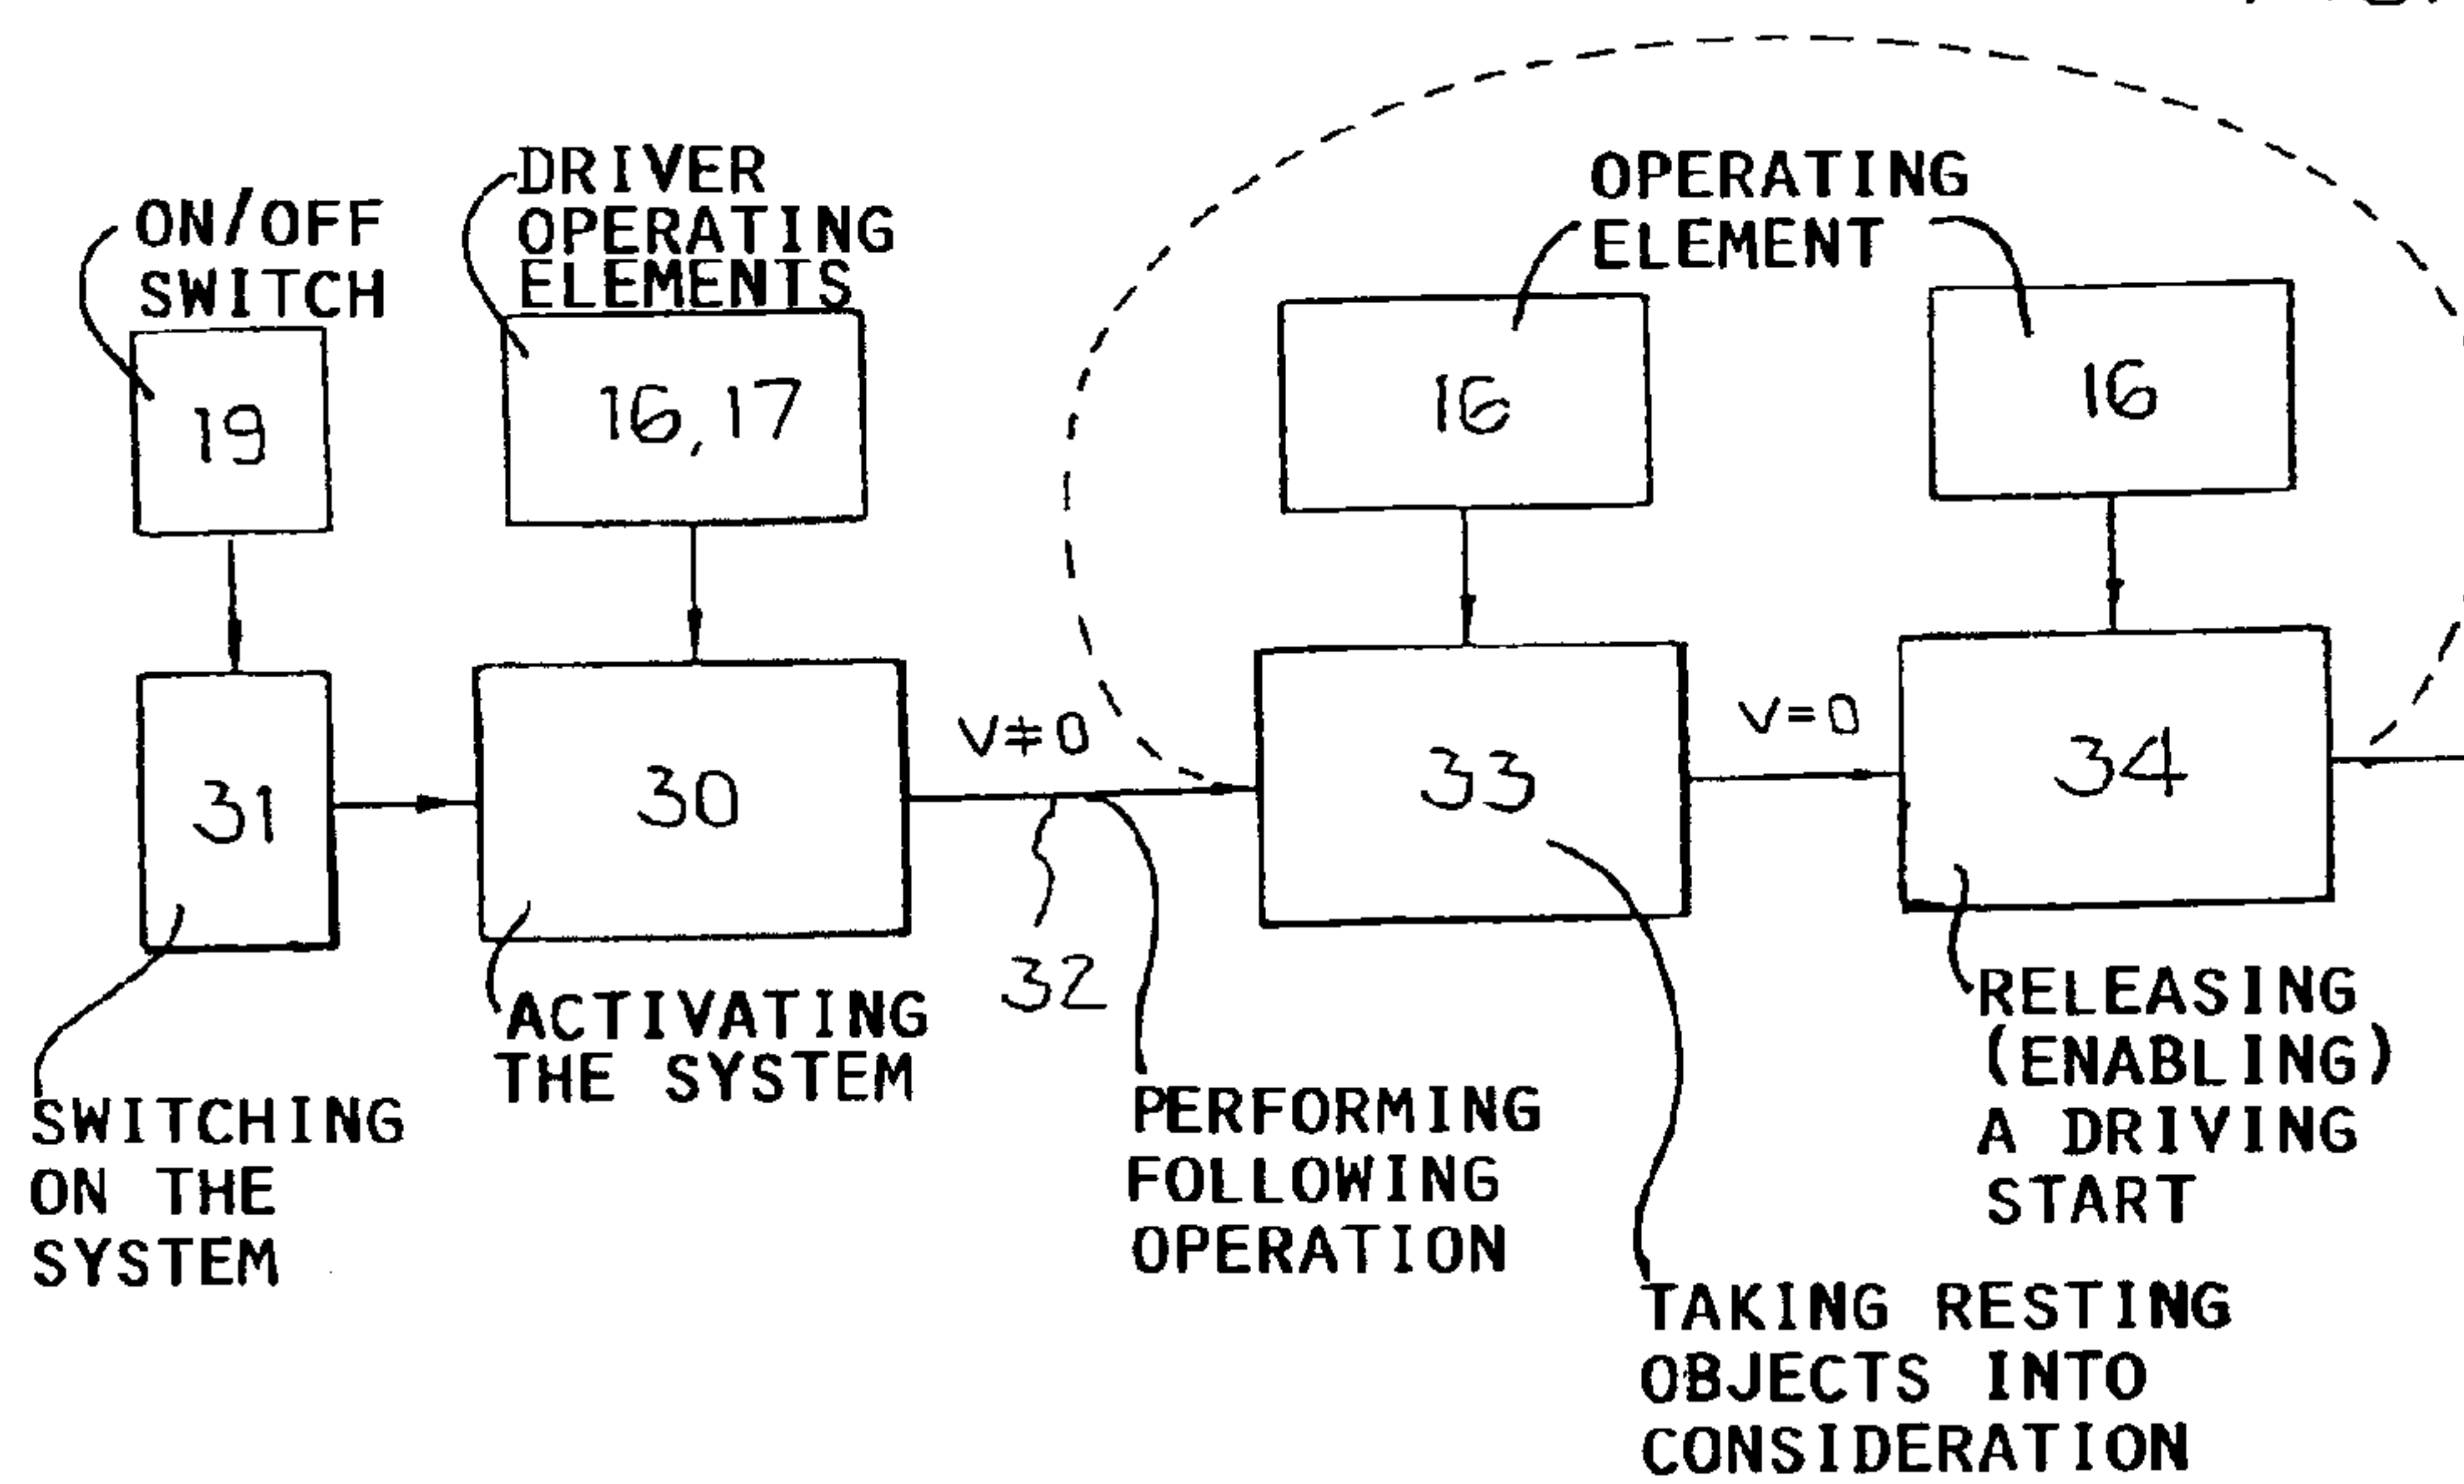 ON/OFF
SWITCH
DRIVER
OPERATING
ELEMENTS
OPERATING
ELEMENT
19
16, 17
16
16
31
30
V≠0
32
33
V=0
34
SWITCHING
ON THE
SYSTEM
ACTIVATING
THE SYSTEM
PERFORMING
FOLLOWING
OPERATION
TAKING RESTING
OBJECTS INTO
CONSIDERATION
RELEASING
(ENABLING)
A DRIVING
START